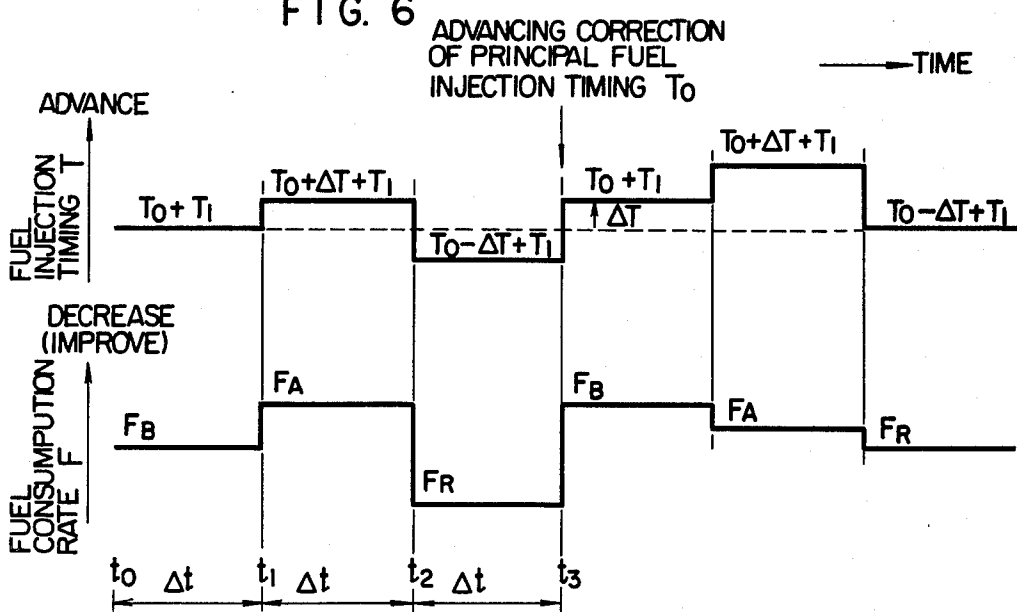 FIG. 6
ADVANCING CORRECTION
OF PRINCIPAL FUEL
INJECTION TIMING T0
TIME
ADVANCE
FUEL
INJECTION
TIMING T
T0+T1
T0+ΔT+T1
T0-ΔT+T1
T0+T1
ΔT
T0+ΔT+T1
T0-ΔT+T1
DECREASE
(IMPROVE)
FUEL
CONSUMPUTION
RATE F
FB
FA
FR
FB
FA
FR
t0 Δt t1 Δt t2 Δt t3